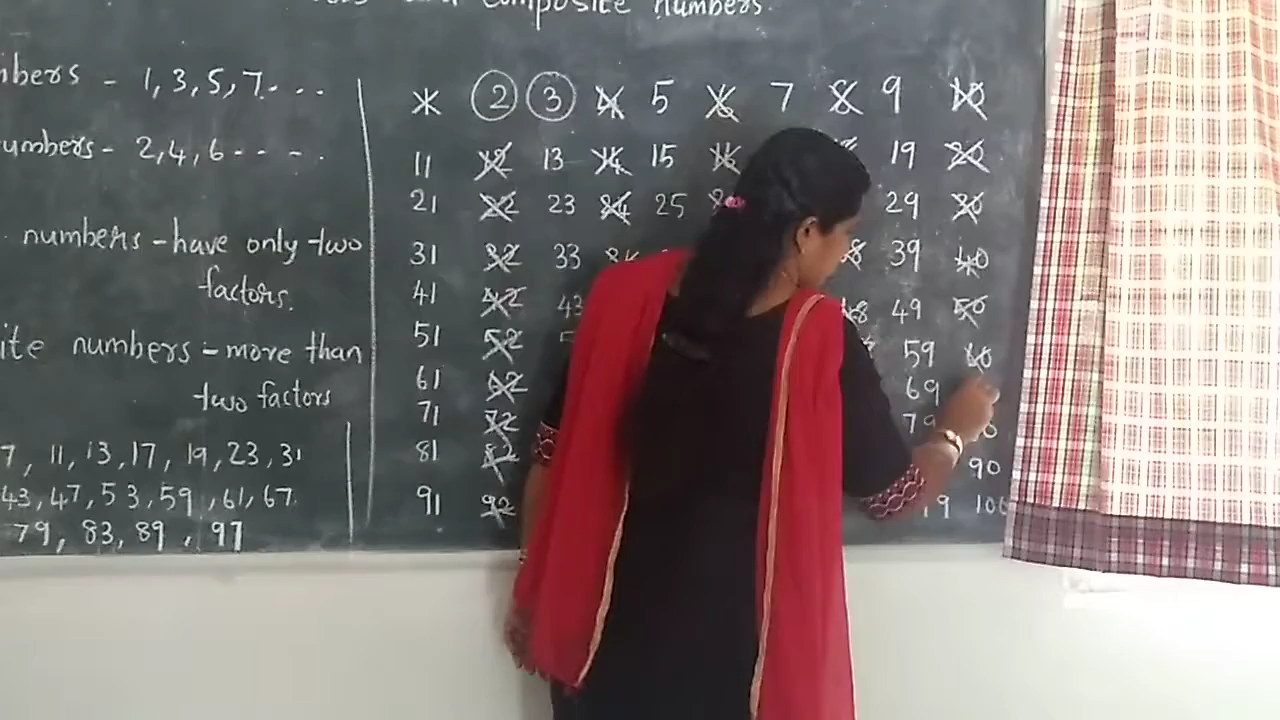 and composite numbers.
mbers - 1, 3, 5, 7 . . . .
umbers - 2, 4, 6 - - - .
numbers - have only two
factors.
ite numbers - more than
two factors
7, 11, 13, 17, 19, 23, 31
43, 47, 53, 59, 61, 67
79, 83, 89, 97
2 3 4 5 6 7 8 9 10
11 12 13 14 15 16 19 20
21 22 23 24 25 29 30
31 32 33 39 40
41 42 43 48 49 50
51 52 59 60
61 62 69
71 72 79
81 82 90
91 92 100